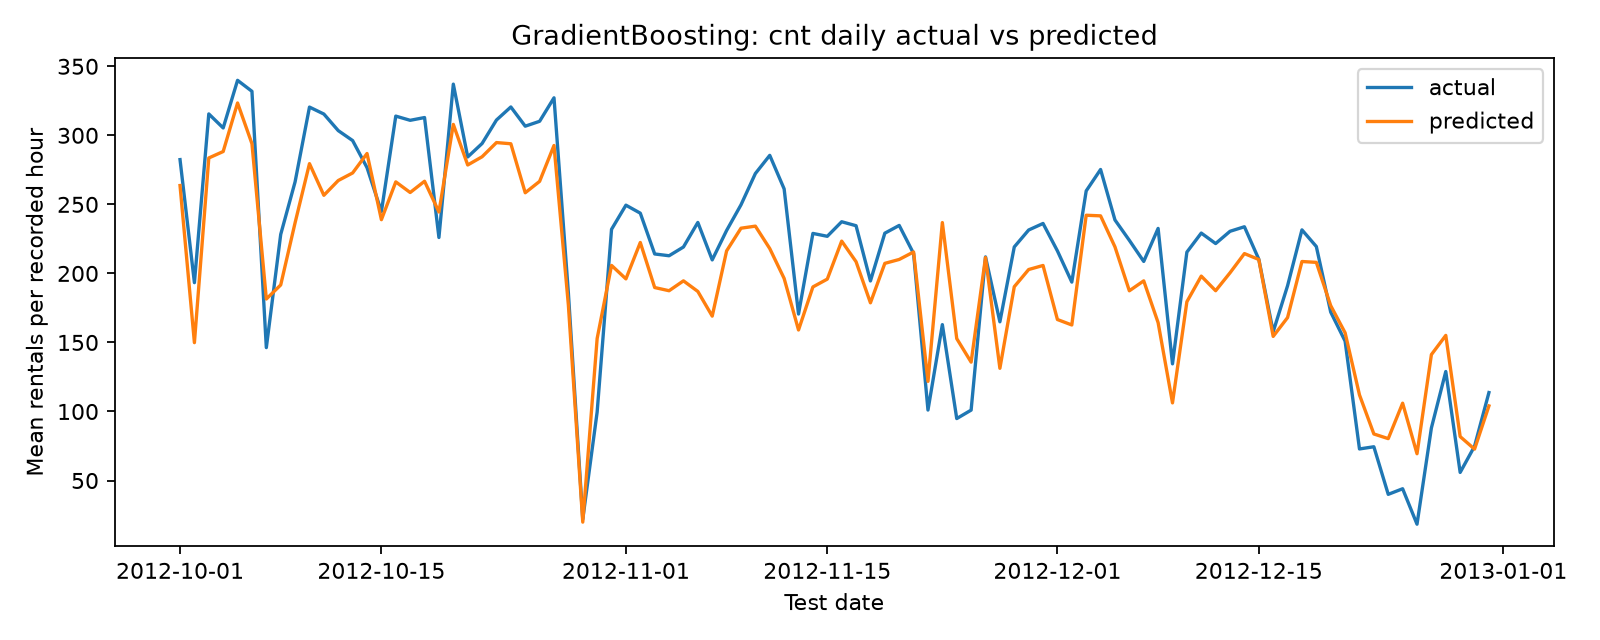 GradientBoosting: cnt daily actual vs predicted
actual
predicted
Mean rentals per recorded hour
350
300
250
200
150
100
50
2012-10-01 2012-10-15 2012-11-01 2012-11-15 2012-12-01 2012-12-15 2013-01-01
Test date